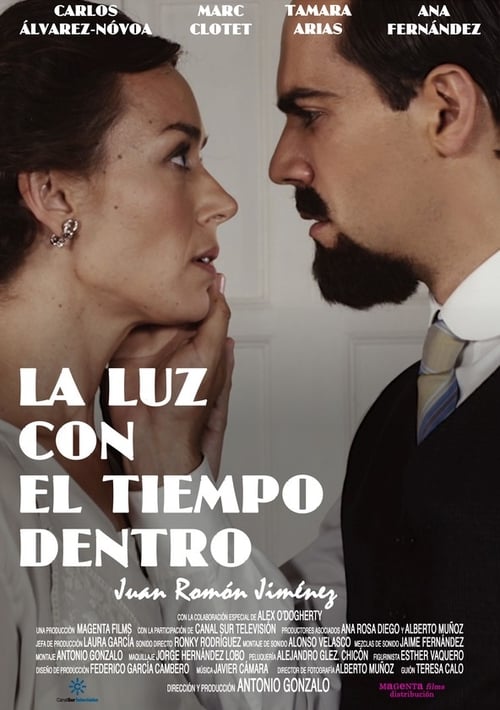 CARLOS ÁLVAREZ-NÓVOA
MARC CLOTET
TAMARA ARIAS
ANA FERNÁNDEZ
LA LUZ
CON
EL TIEMPO
DENTRO
Juan Ramón Jiménez
CON LA COLABORACIÓN ESPECIAL DE ALEX O'DOGHERTY
UNA PRODUCCIÓN MAGENTA FILMS CON LA PARTICIPACIÓN DE CANAL SUR TELEVISIÓN PRODUCTORES ASOCIADOS ANA ROSA DIEGO Y ALBERTO MUÑOZ
JEFA DE PRODUCCIÓN LAURA GARCÍA SONIDO DIRECTO RONKY RODRÍGUEZ MONTAJE DE SONIDO ALONSO VELASCO MEZCLAS DE SONIDO JAIME FERNÁNDEZ
MONTAJE ANTONIO GONZALO MAQUILLAJE JORGE HERNÁNDEZ LOBO PELUQUERÍA ALEJANDRO GLEZ. CHICÓN FIGURINISTA ESTHER VAQUERO
DISEÑO DE PRODUCCIÓN FEDERICO GARCÍA CAMBERO MÚSICA JAVIER CÁMARA DIRECTOR DE FOTOGRAFÍA ALBERTO MUÑOZ GUIÓN TERESA CALO
DIRECCIÓN Y PRODUCCIÓN ANTONIO GONZALO
MAGENTA films
distribución